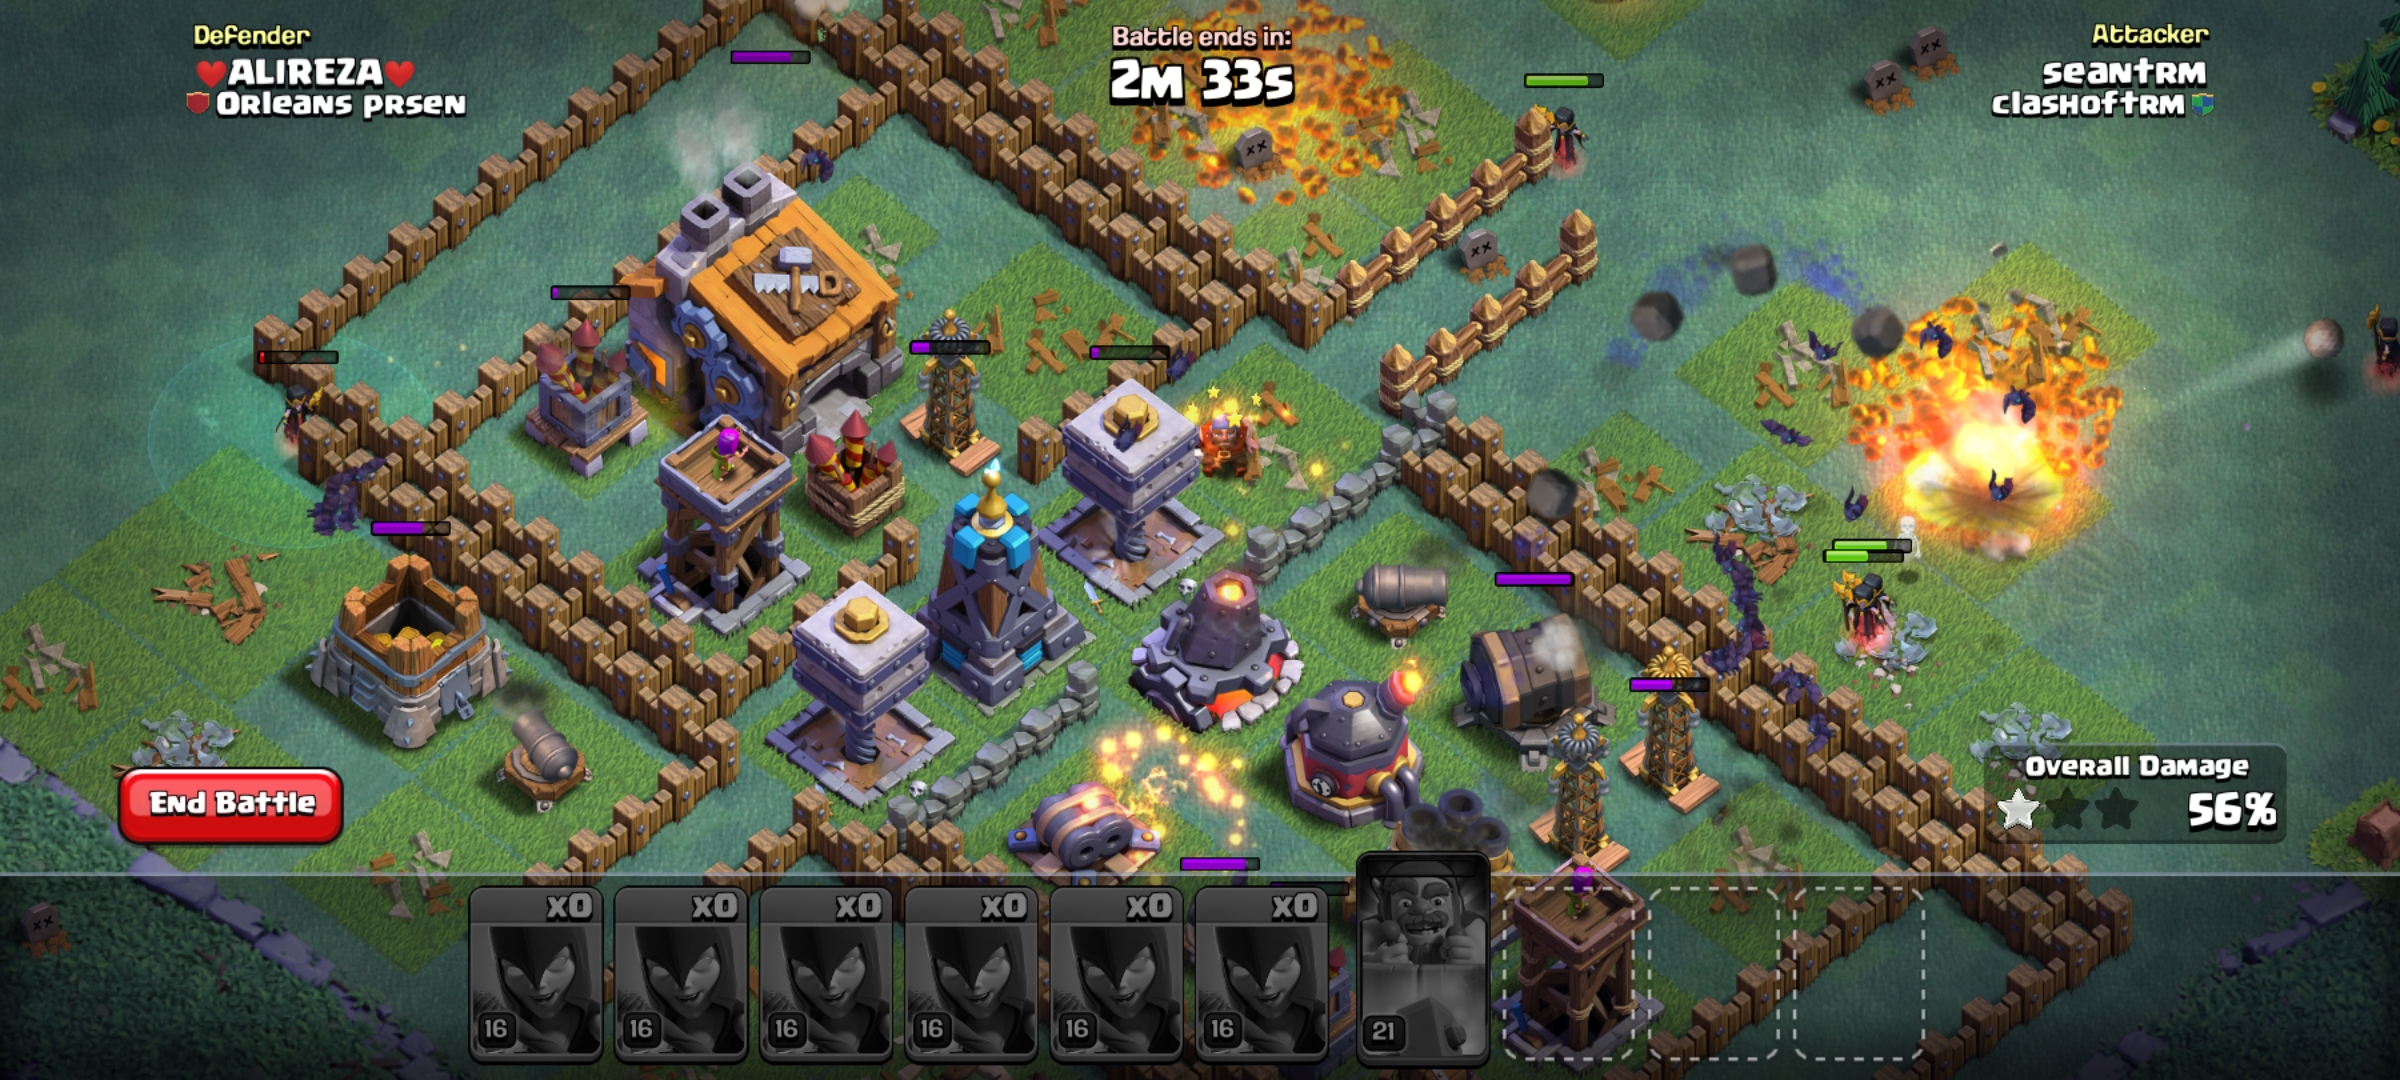 Defender
❤️ALIREZA❤️
Orleans prsen
Battle ends in:
2M 33s
Attacker
seantRM
clashoftRM
End Battle
Overall Damage
56%
x0
x0
x0
x0
x0
x0
16
16
16
16
16
16
21